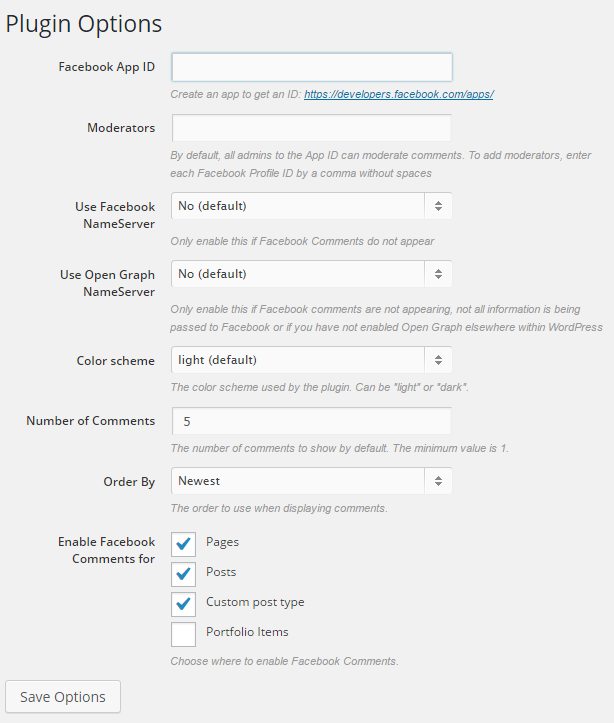 Plugin Options
Facebook App ID
Create an app to get an ID: https://developers.facebook.com/apps/
Moderators
By default, all admins to the App ID can moderate comments. To add moderators, enter
each Facebook Profile ID by a comma without spaces
Use Facebook
NameServer
No (default)
Only enable this if Facebook Comments do not appear
Use Open Graph
NameServer
No (default)
Only enable this if Facebook comments are not appearing, not all information is being
passed to Facebook or if you have not enabled Open Graph elsewhere within WordPress
Color scheme
light (default)
The color scheme used by the plugin. Can be "light" or "dark".
Number of Comments
5
The number of comments to show by default. The minimum value is 1.
Order By
Newest
The order to use when displaying comments.
Enable Facebook
Comments for
Pages
Posts
Custom post type
Portfolio Items
Choose where to enable Facebook Comments.
Save Options